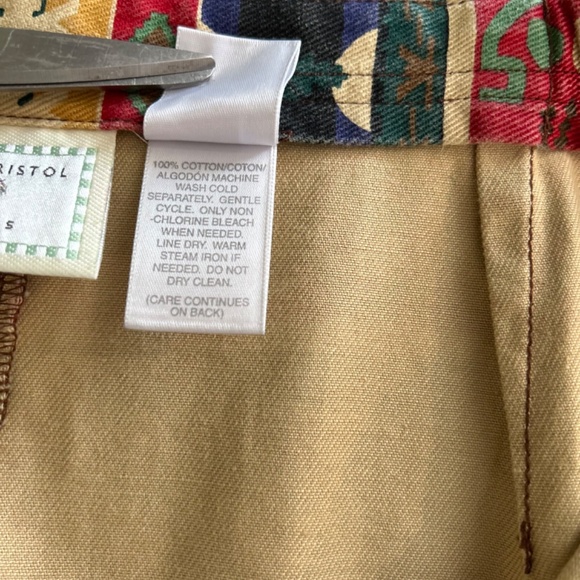 RISTOL
S
100% COTTON/COTON/
ALGODÓN MACHINE
WASH COLD
SEPARATELY. GENTLE
CYCLE. ONLY NON
-CHLORINE BLEACH
WHEN NEEDED.
LINE DRY. WARM
STEAM IRON IF
NEEDED. DO NOT
DRY CLEAN.
(CARE CONTINUES
ON BACK)